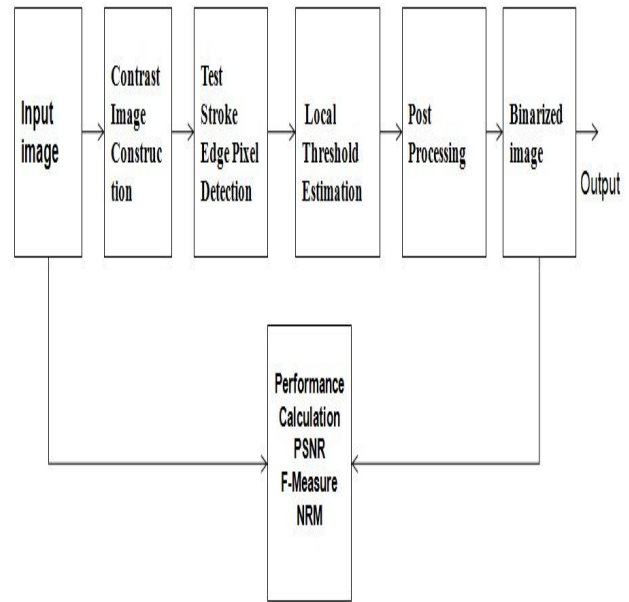 Input
image
Contrast
Image
Construc
tion
Test
Stroke
Edge Pixel
Detection
Local
Threshold
Estimation
Post
Processing
Binarized
image
Output
Performance
Calculation
PSNR
F-Measure
NRM